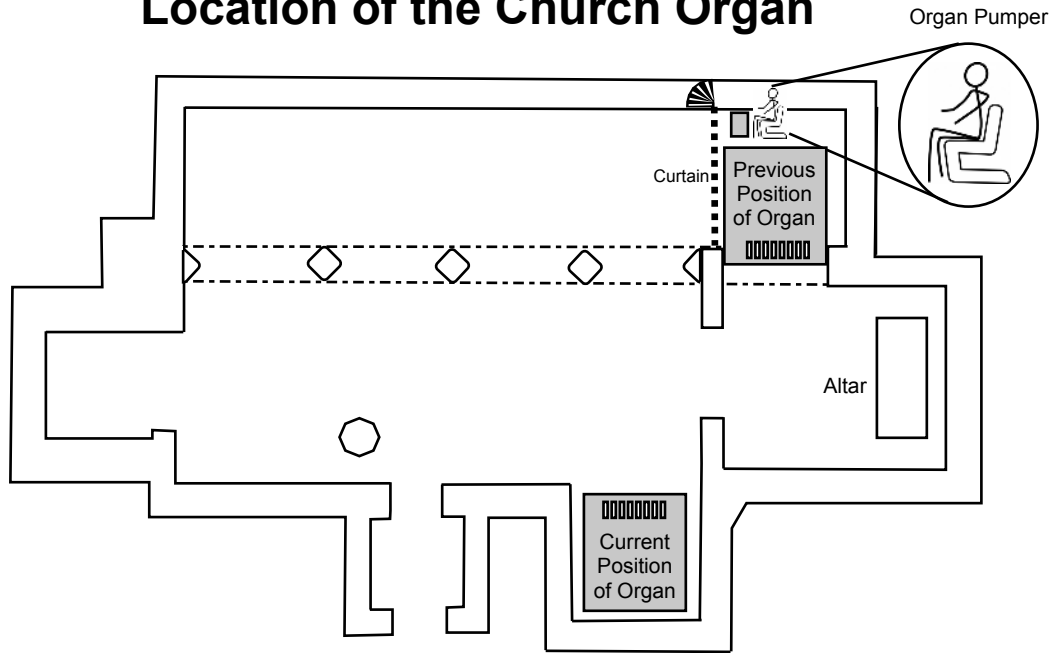 Location of the Church Organ
Organ Pumper
Curtain
Previous
Position
of Organ
Altar
Current
Position
of Organ